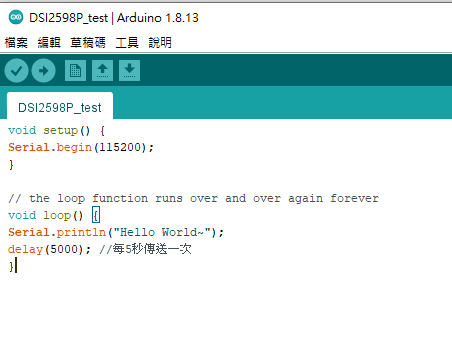 DSI2598P_test | Arduino 1.8.13
檔案 編輯 草稿碼 工具 說明
DSI2598P_test
void setup() {
Serial.begin(115200);
}
// the loop function runs over and over again forever
void loop() {
Serial.println("Hello World~");
delay(5000); //每5秒傳送一次
}